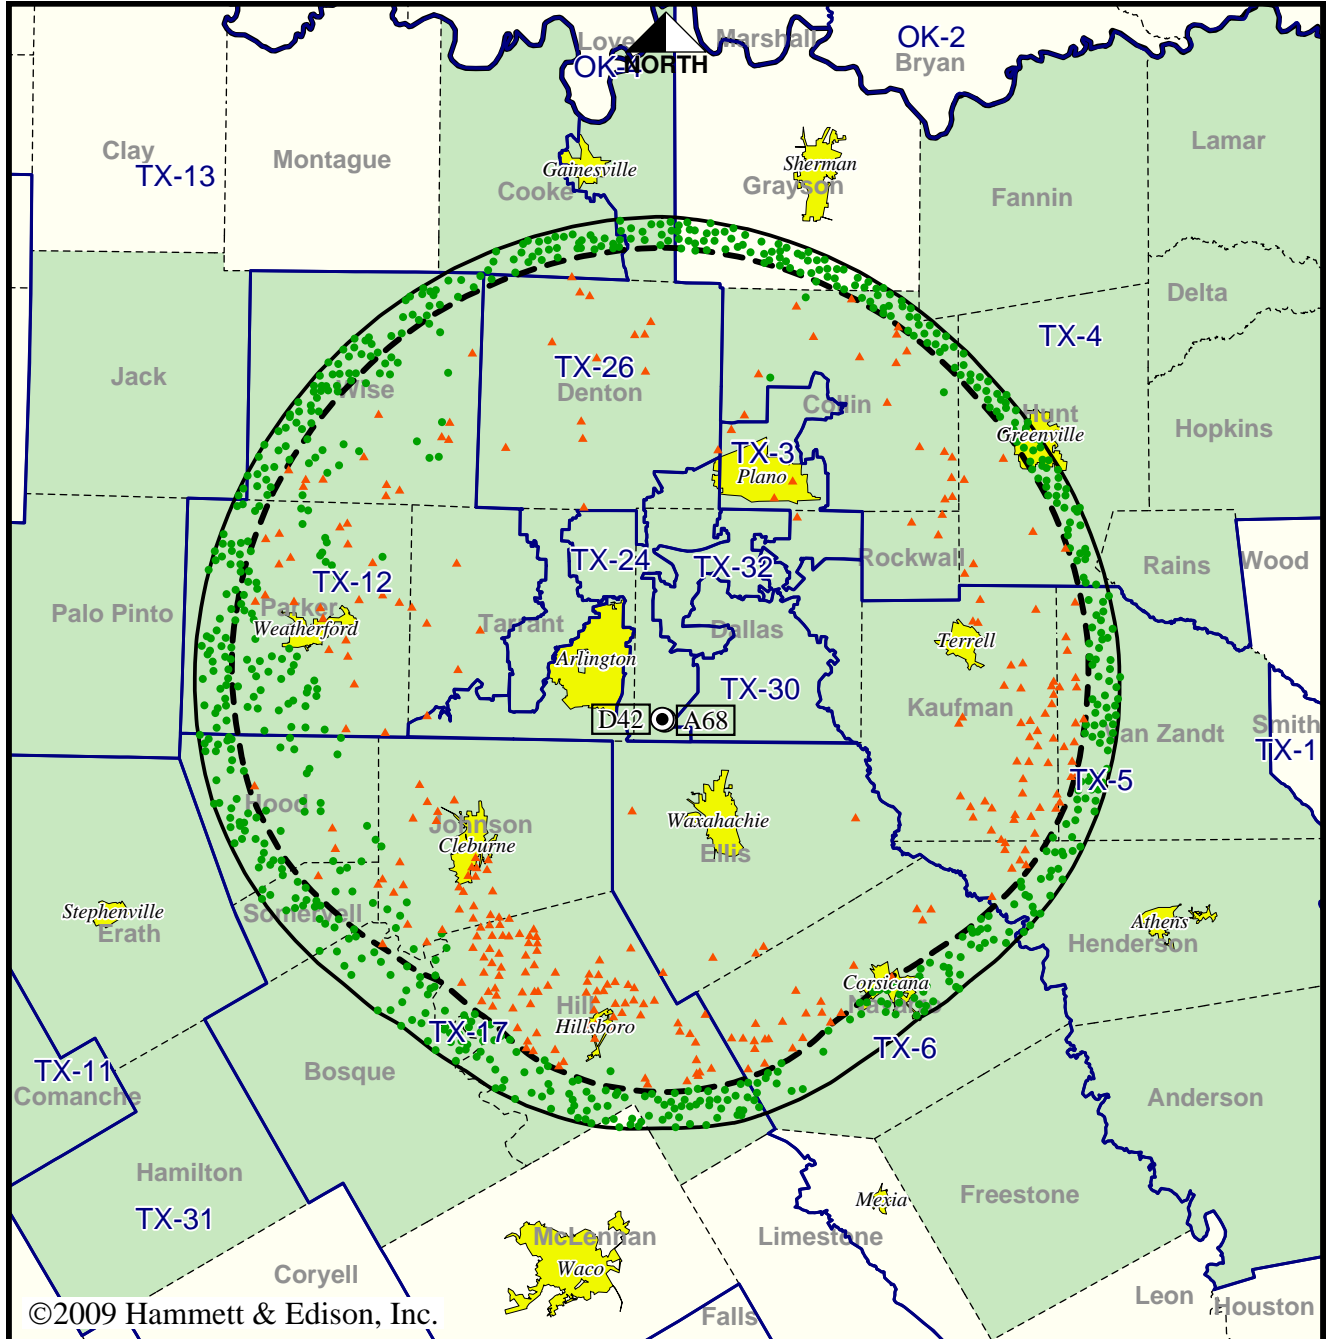 Love
Marshall
OK-2
Bryan
OK-4
NORTH
Clay
TX-13
Montague
Gainesville
Cooke
Sherman
Grayson
Lamar
Fannin
Delta
TX-4
Jack
Wise
TX-26
Denton
Collin
Hunt
Greenville
Hopkins
TX-3
Plano
TX-24
TX-32
Rockwall
Rains
Wood
TX-12
Palo Pinto
Parker
Weatherford
Tarrant
Dallas
Terrell
Arlington
TX-30
Kaufman
D42
A68
Van Zandt
Smith
TX-1
TX-5
Hood
Johnson
Cleburne
Waxahachie
Ellis
Stephenville
Erath
Somervell
Athens
Henderson
Corsicana
Navarro
Hill
Hillsboro
TX-17
TX-6
TX-11
Comanche
Bosque
Anderson
Hamilton
TX-31
Freestone
Mexia
McLennan
Waco
Limestone
Coryell
Leon
Houston
Falls
©2009 Hammett & Edison, Inc.